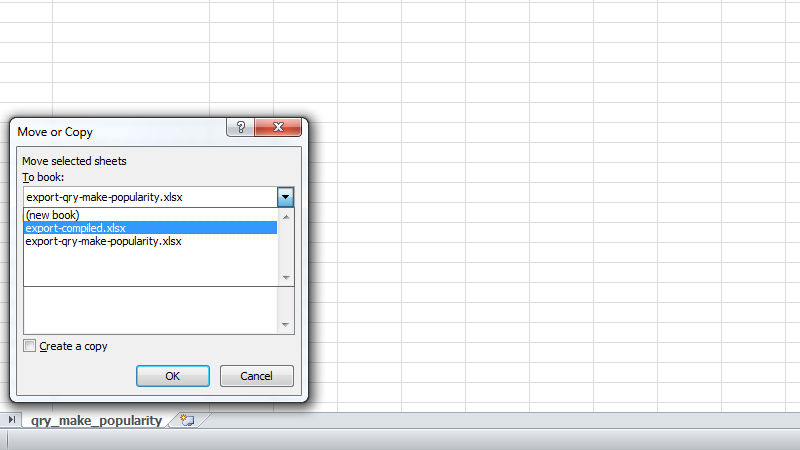 Move or Copy
?
Move selected sheets
To book:
export-qry-make-popularity.xlsx
(new book)
export-compiled.xlsx
export-qry-make-popularity.xlsx
Create a copy
OK
Cancel
qry_make_popularity